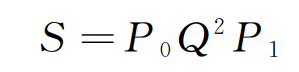 S = P₀Q²P₁